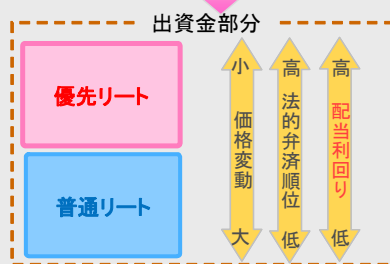 出資金部分
優先リート
普通リート
小
価格変動
大
高
法的弁済順位
低
高
配当利回り
低